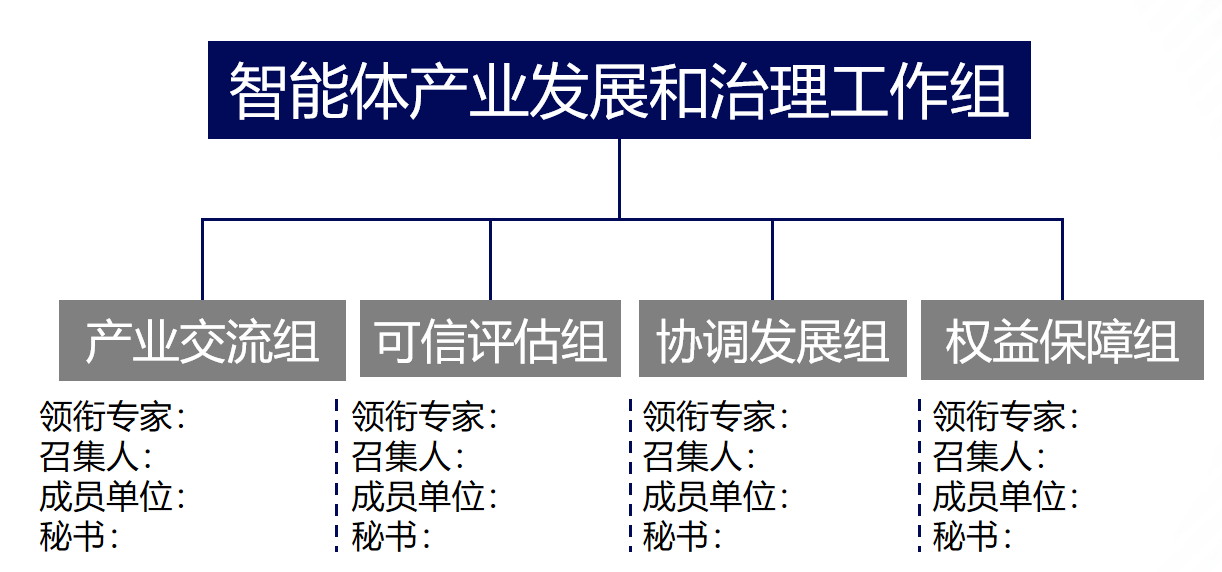 智能体产业发展和治理工作组
产业交流组
可信评估组
协调发展组
权益保障组
领衔专家：
召集人：
成员单位：
秘书：
领衔专家：
召集人：
成员单位：
秘书：
领衔专家：
召集人：
成员单位：
秘书：
领衔专家：
召集人：
成员单位：
秘书：